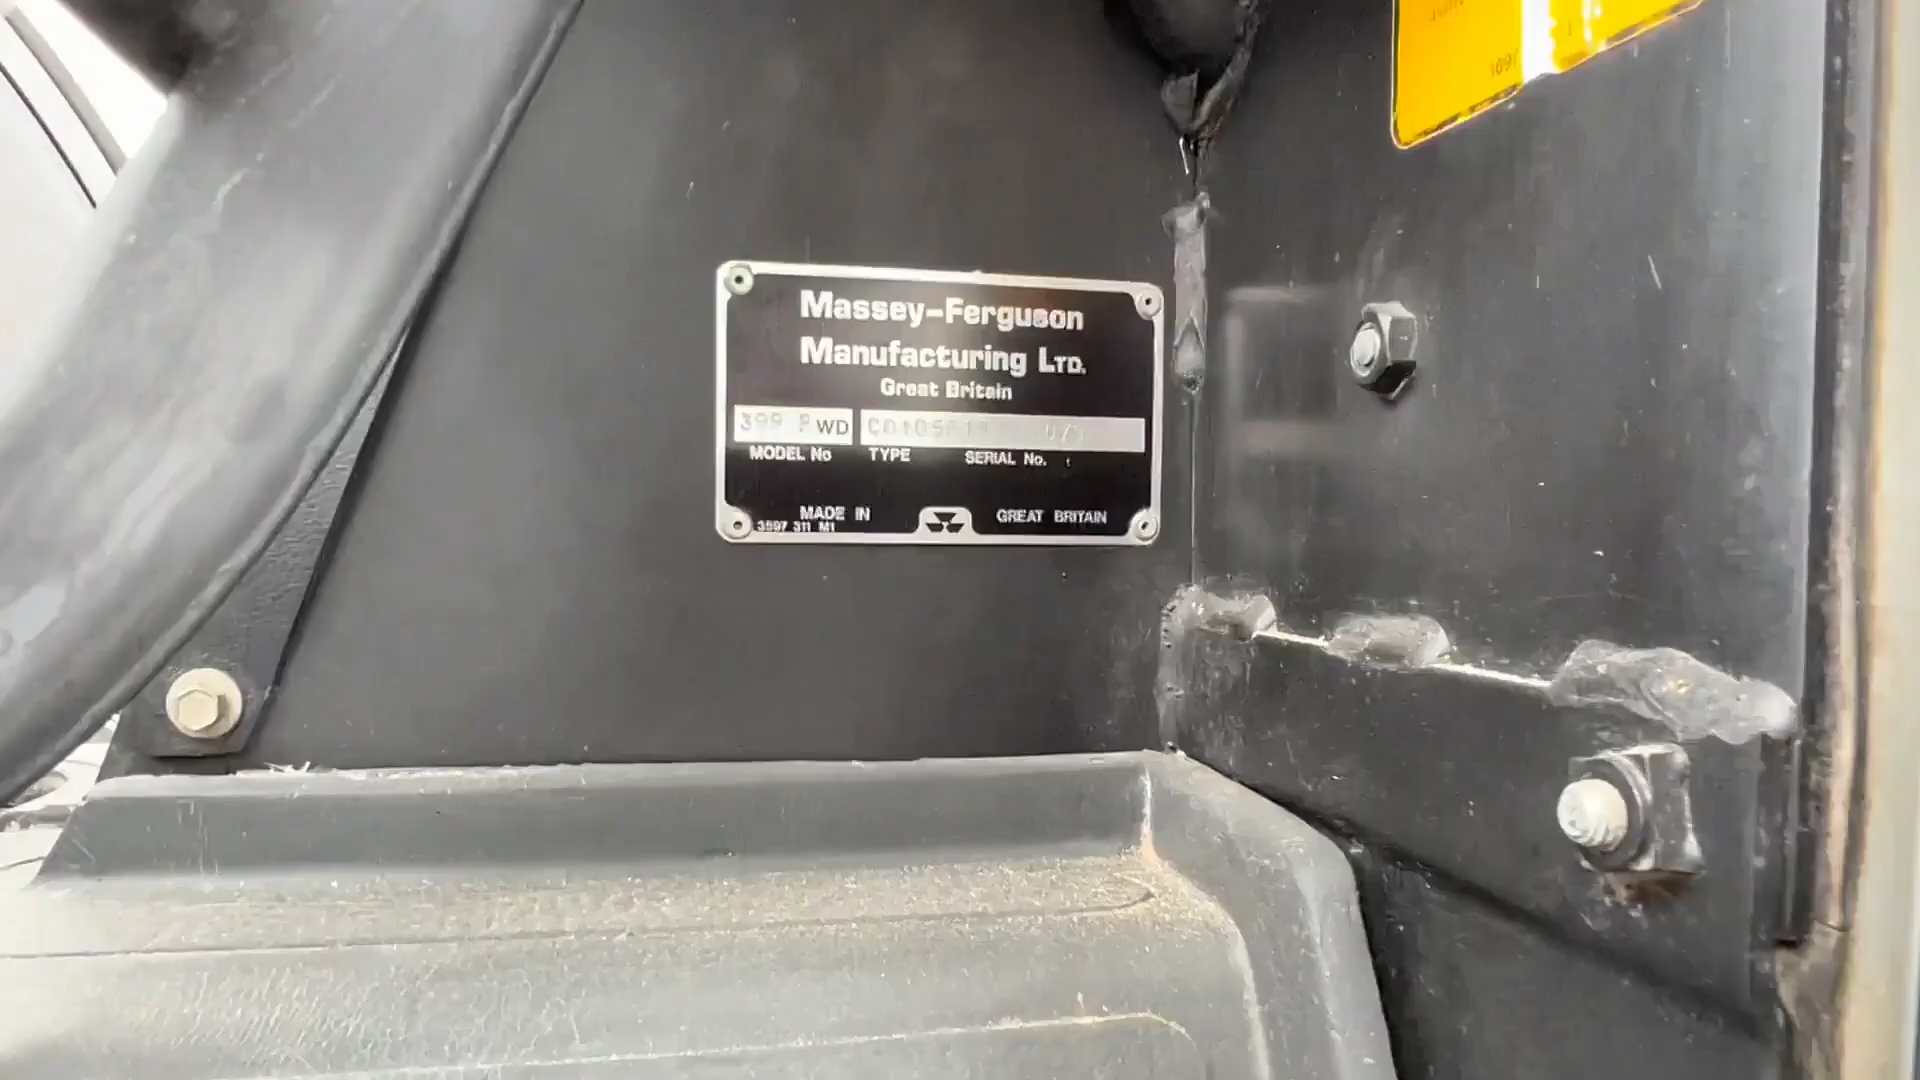 Massey-Ferguson
Manufacturing LTD.
Great Britain
399 WD
MODEL No TYPE SERIAL No.
MADE IN GREAT BRITAIN
3597 311 M1